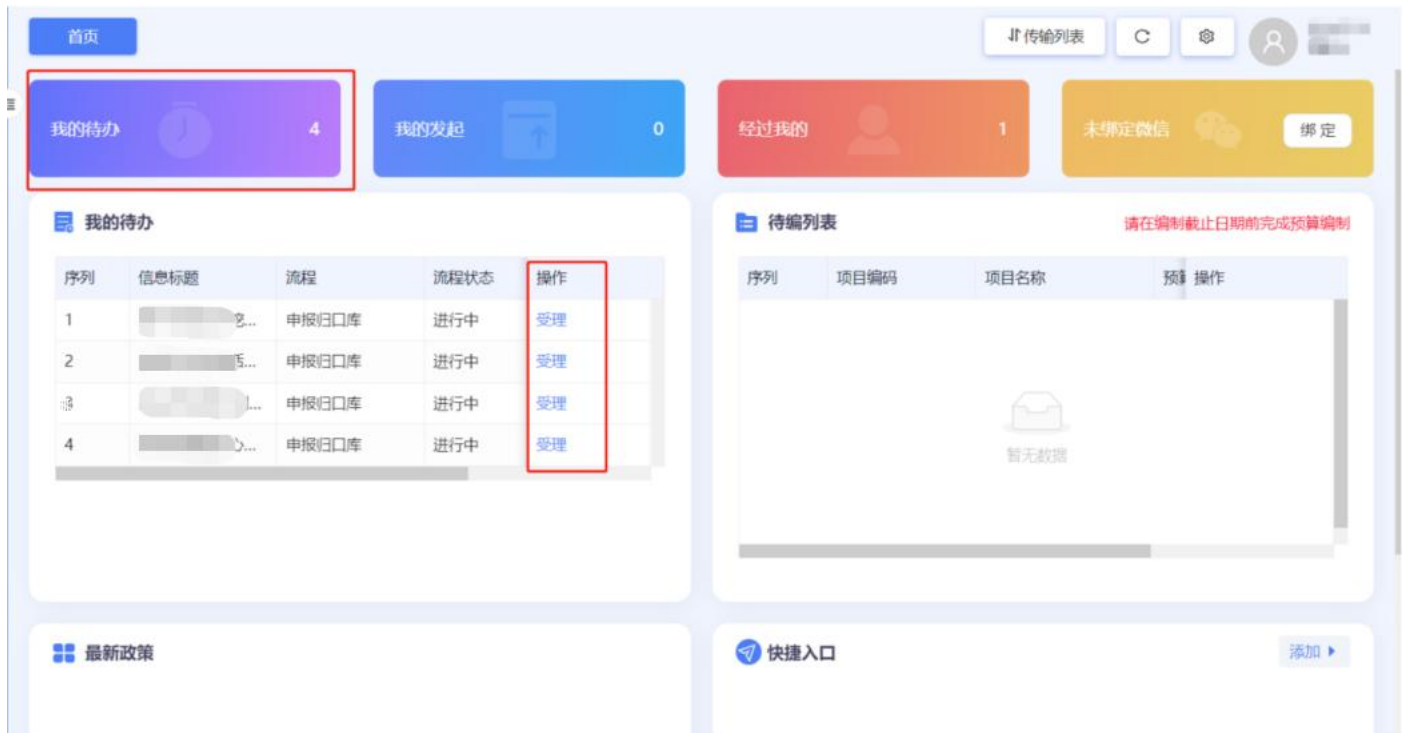 首页
传输列表
我的待办 4
我的发起 0
经过我的 1
未绑定微信 绑定
我的待办
序列 信息标题 流程 流程状态 操作
1 ... 申报归口库 进行中 受理
2 ... 申报归口库 进行中 受理
3 ... 申报归口库 进行中 受理
4 ... 申报归口库 进行中 受理
待编列表 请在编制截止日期前完成预算编制
序列 项目编码 项目名称 预算 操作
暂无数据
最新政策
快捷入口 添加